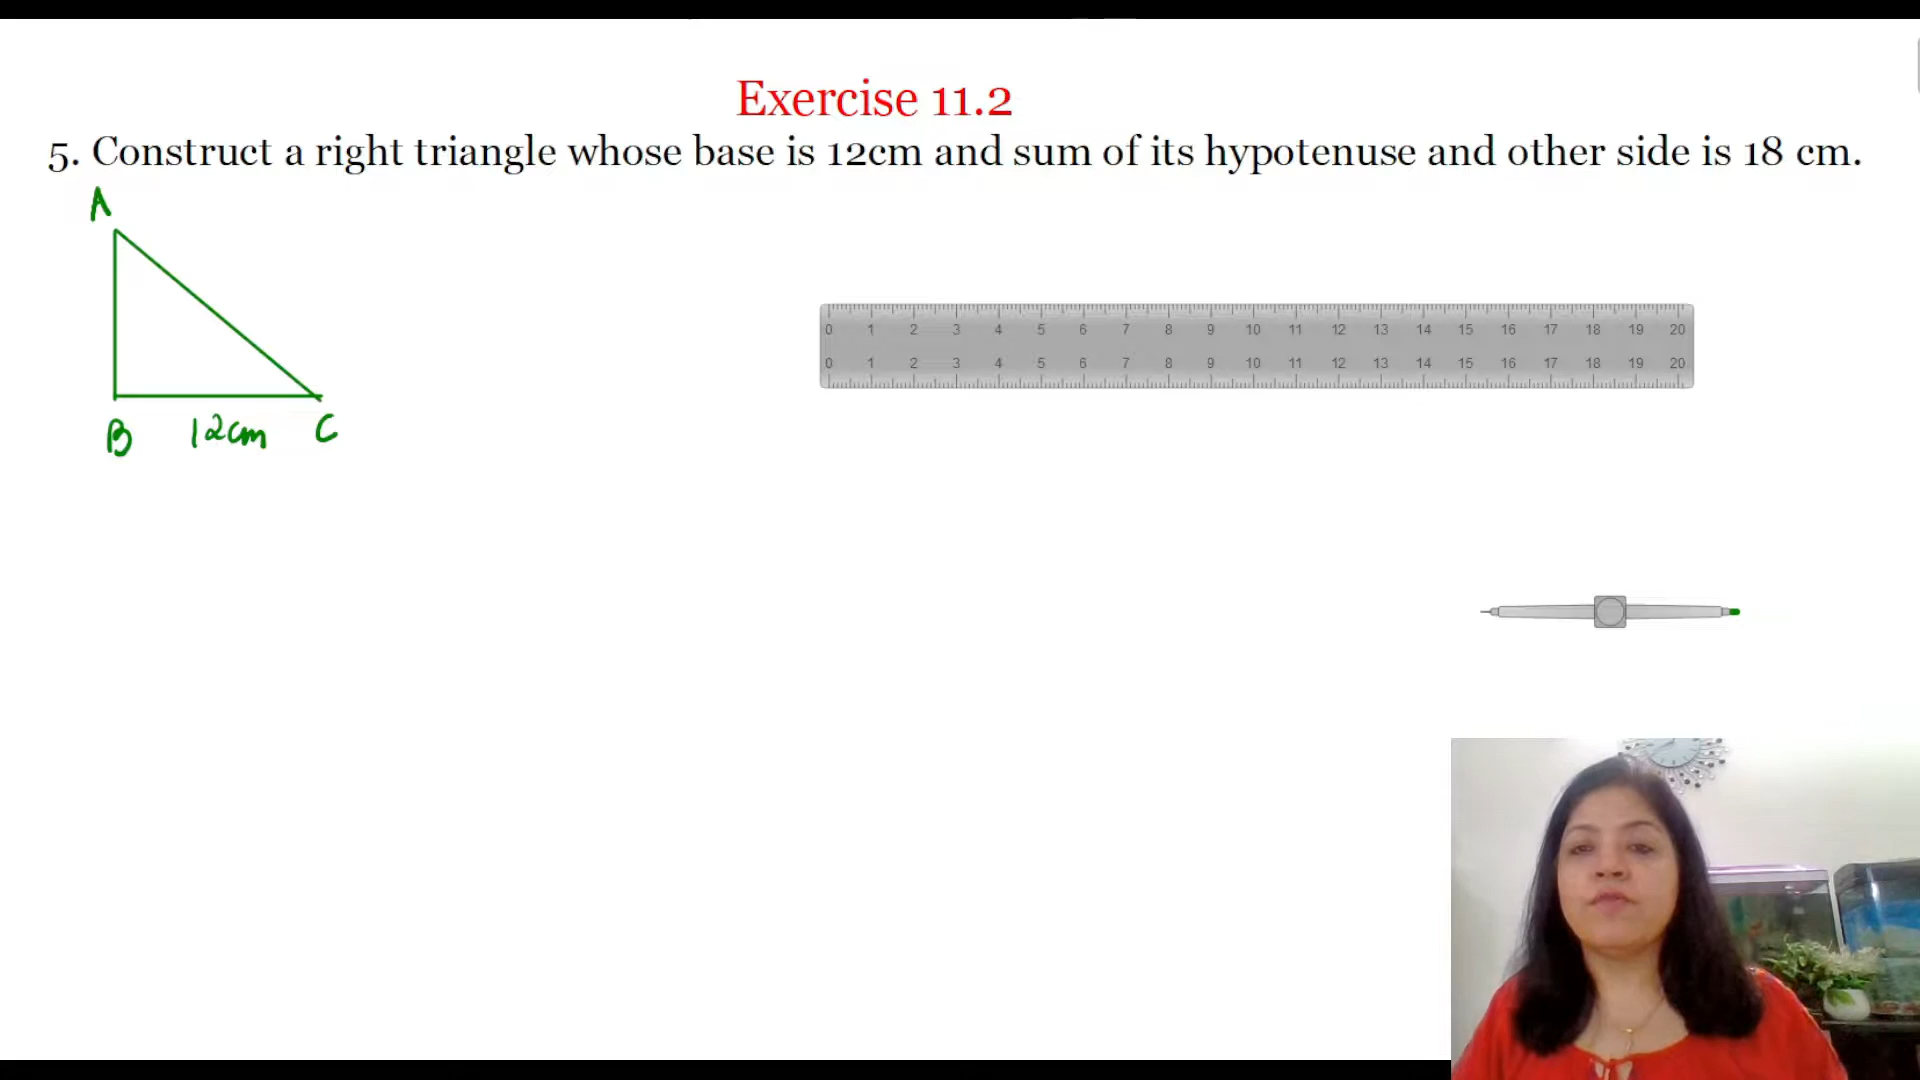 Exercise 11.2
5. Construct a right triangle whose base is 12cm and sum of its hypotenuse and other side is 18 cm.
A
0 1 2 3 4 5 6 7 8 9 10 11 12 13 14 15 16 17 18 19 20
0 1 2 3 4 5 6 7 8 9 10 11 12 13 14 15 16 17 18 19 20
B 12cm C